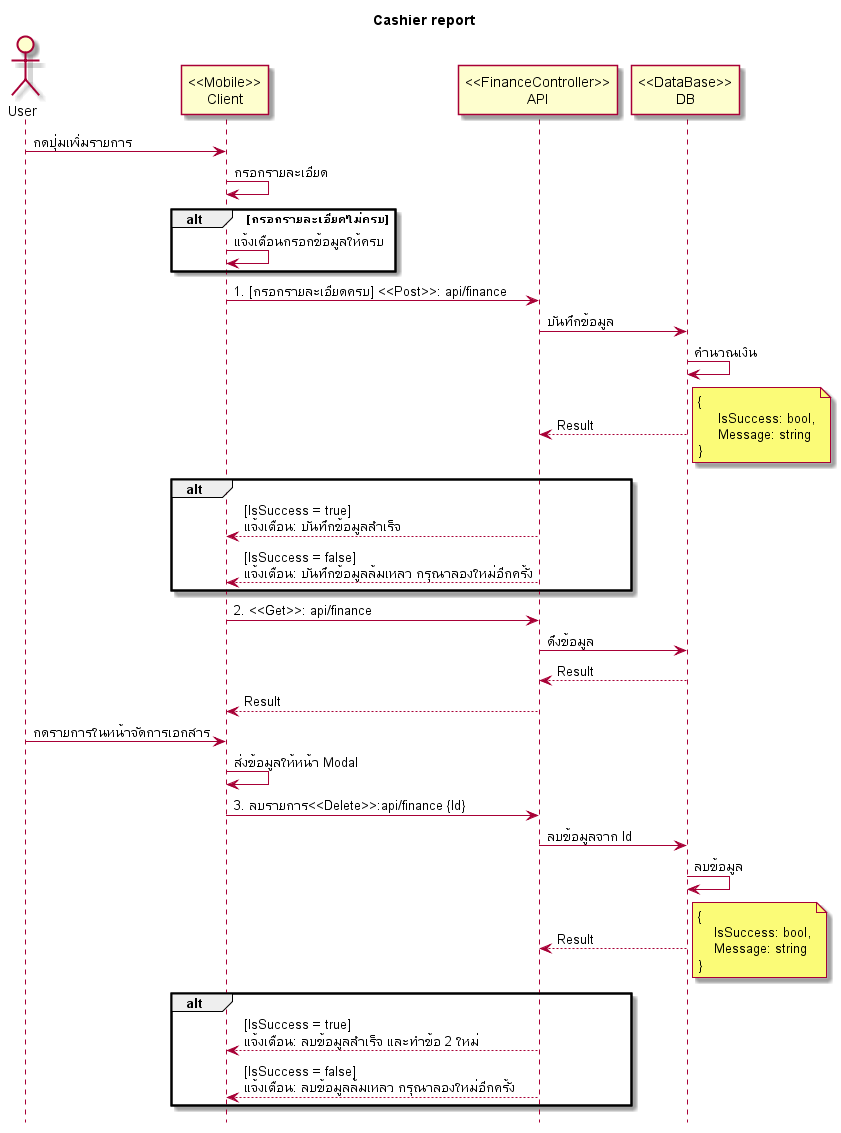 Cashier report
User
<<Mobile>>
Client
<<FinanceController>>
API
<<DataBase>>
DB
กดปุ่มเพิ่มรายการ
กรอกรายละเอียด
alt [กรอกรายละเอียดไม่ครบ]
แจ้งเตือนกรอกข้อมูลให้ครบ
1. [กรอกรายละเอียดครบ] <<Post>>: api/finance
บันทึกข้อมูล
คำนวณเงิน
{
IsSuccess: bool,
Message: string
}
Result
alt
[IsSuccess = true]
แจ้งเตือน: บันทึกข้อมูลสำเร็จ
[IsSuccess = false]
แจ้งเตือน: บันทึกข้อมูลล้มเหลว กรุณาลองใหม่อีกครั้ง
2. <<Get>>: api/finance
ดึงข้อมูล
Result
Result
กดรายการในหน้าจัดการเอกสาร
ส่งข้อมูลให้หน้า Modal
3. ลบรายการ<<Delete>>:api/finance {Id}
ลบข้อมูลจาก Id
ลบข้อมูล
{
IsSuccess: bool,
Message: string
}
Result
alt
[IsSuccess = true]
แจ้งเตือน: ลบข้อมูลสำเร็จ และทำข้อ 2 ใหม่
[IsSuccess = false]
แจ้งเตือน: ลบข้อมูลล้มเหลว กรุณาลองใหม่อีกครั้ง